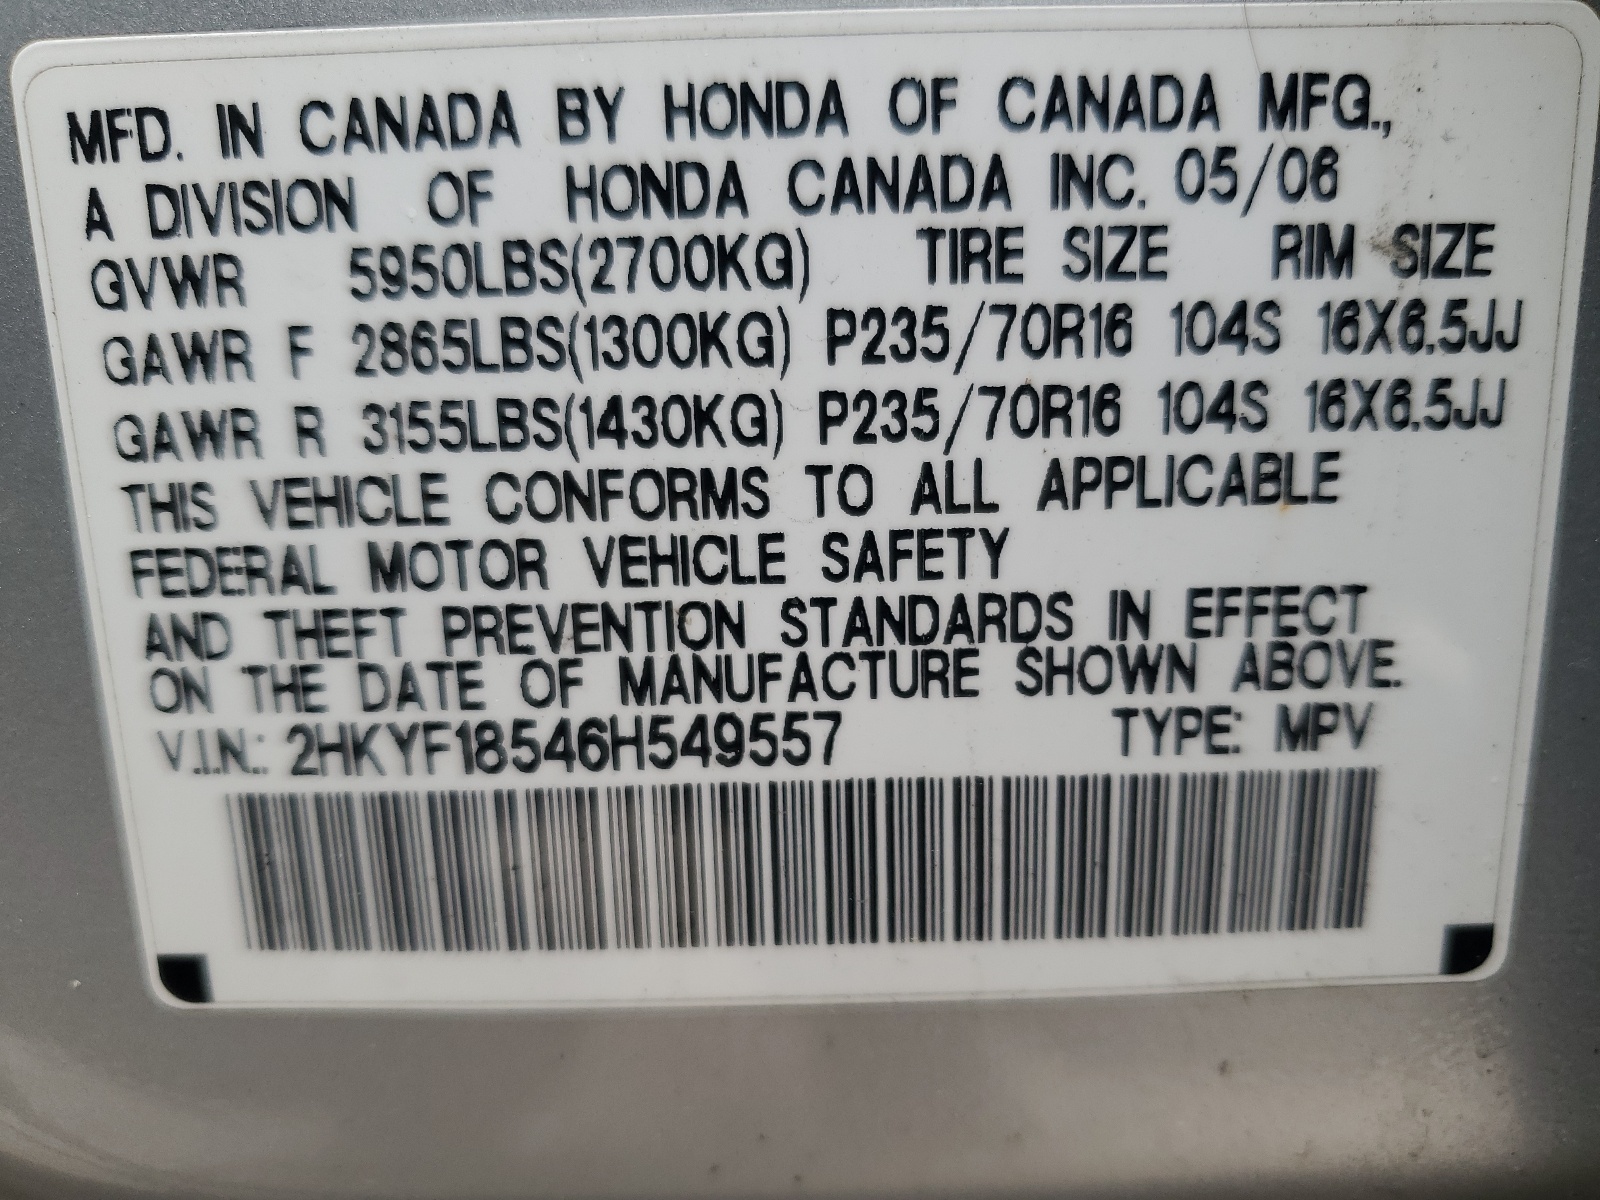 MFD. IN CANADA BY HONDA OF CANADA MFG.,
A DIVISION OF HONDA CANADA INC. 05/06
GVWR 5950LBS(2700KG) TIRE SIZE RIM SIZE
GAWR F 2865LBS(1300KG) P235/70R16 104S 16X6.5JJ
GAWR R 3155LBS(1430KG) P235/70R16 104S 16X6.5JJ
THIS VEHICLE CONFORMS TO ALL APPLICABLE
FEDERAL MOTOR VEHICLE SAFETY
AND THEFT PREVENTION STANDARDS IN EFFECT
ON THE DATE OF MANUFACTURE SHOWN ABOVE.
V.I.N.: 2HKYF18546H549557 TYPE: MPV